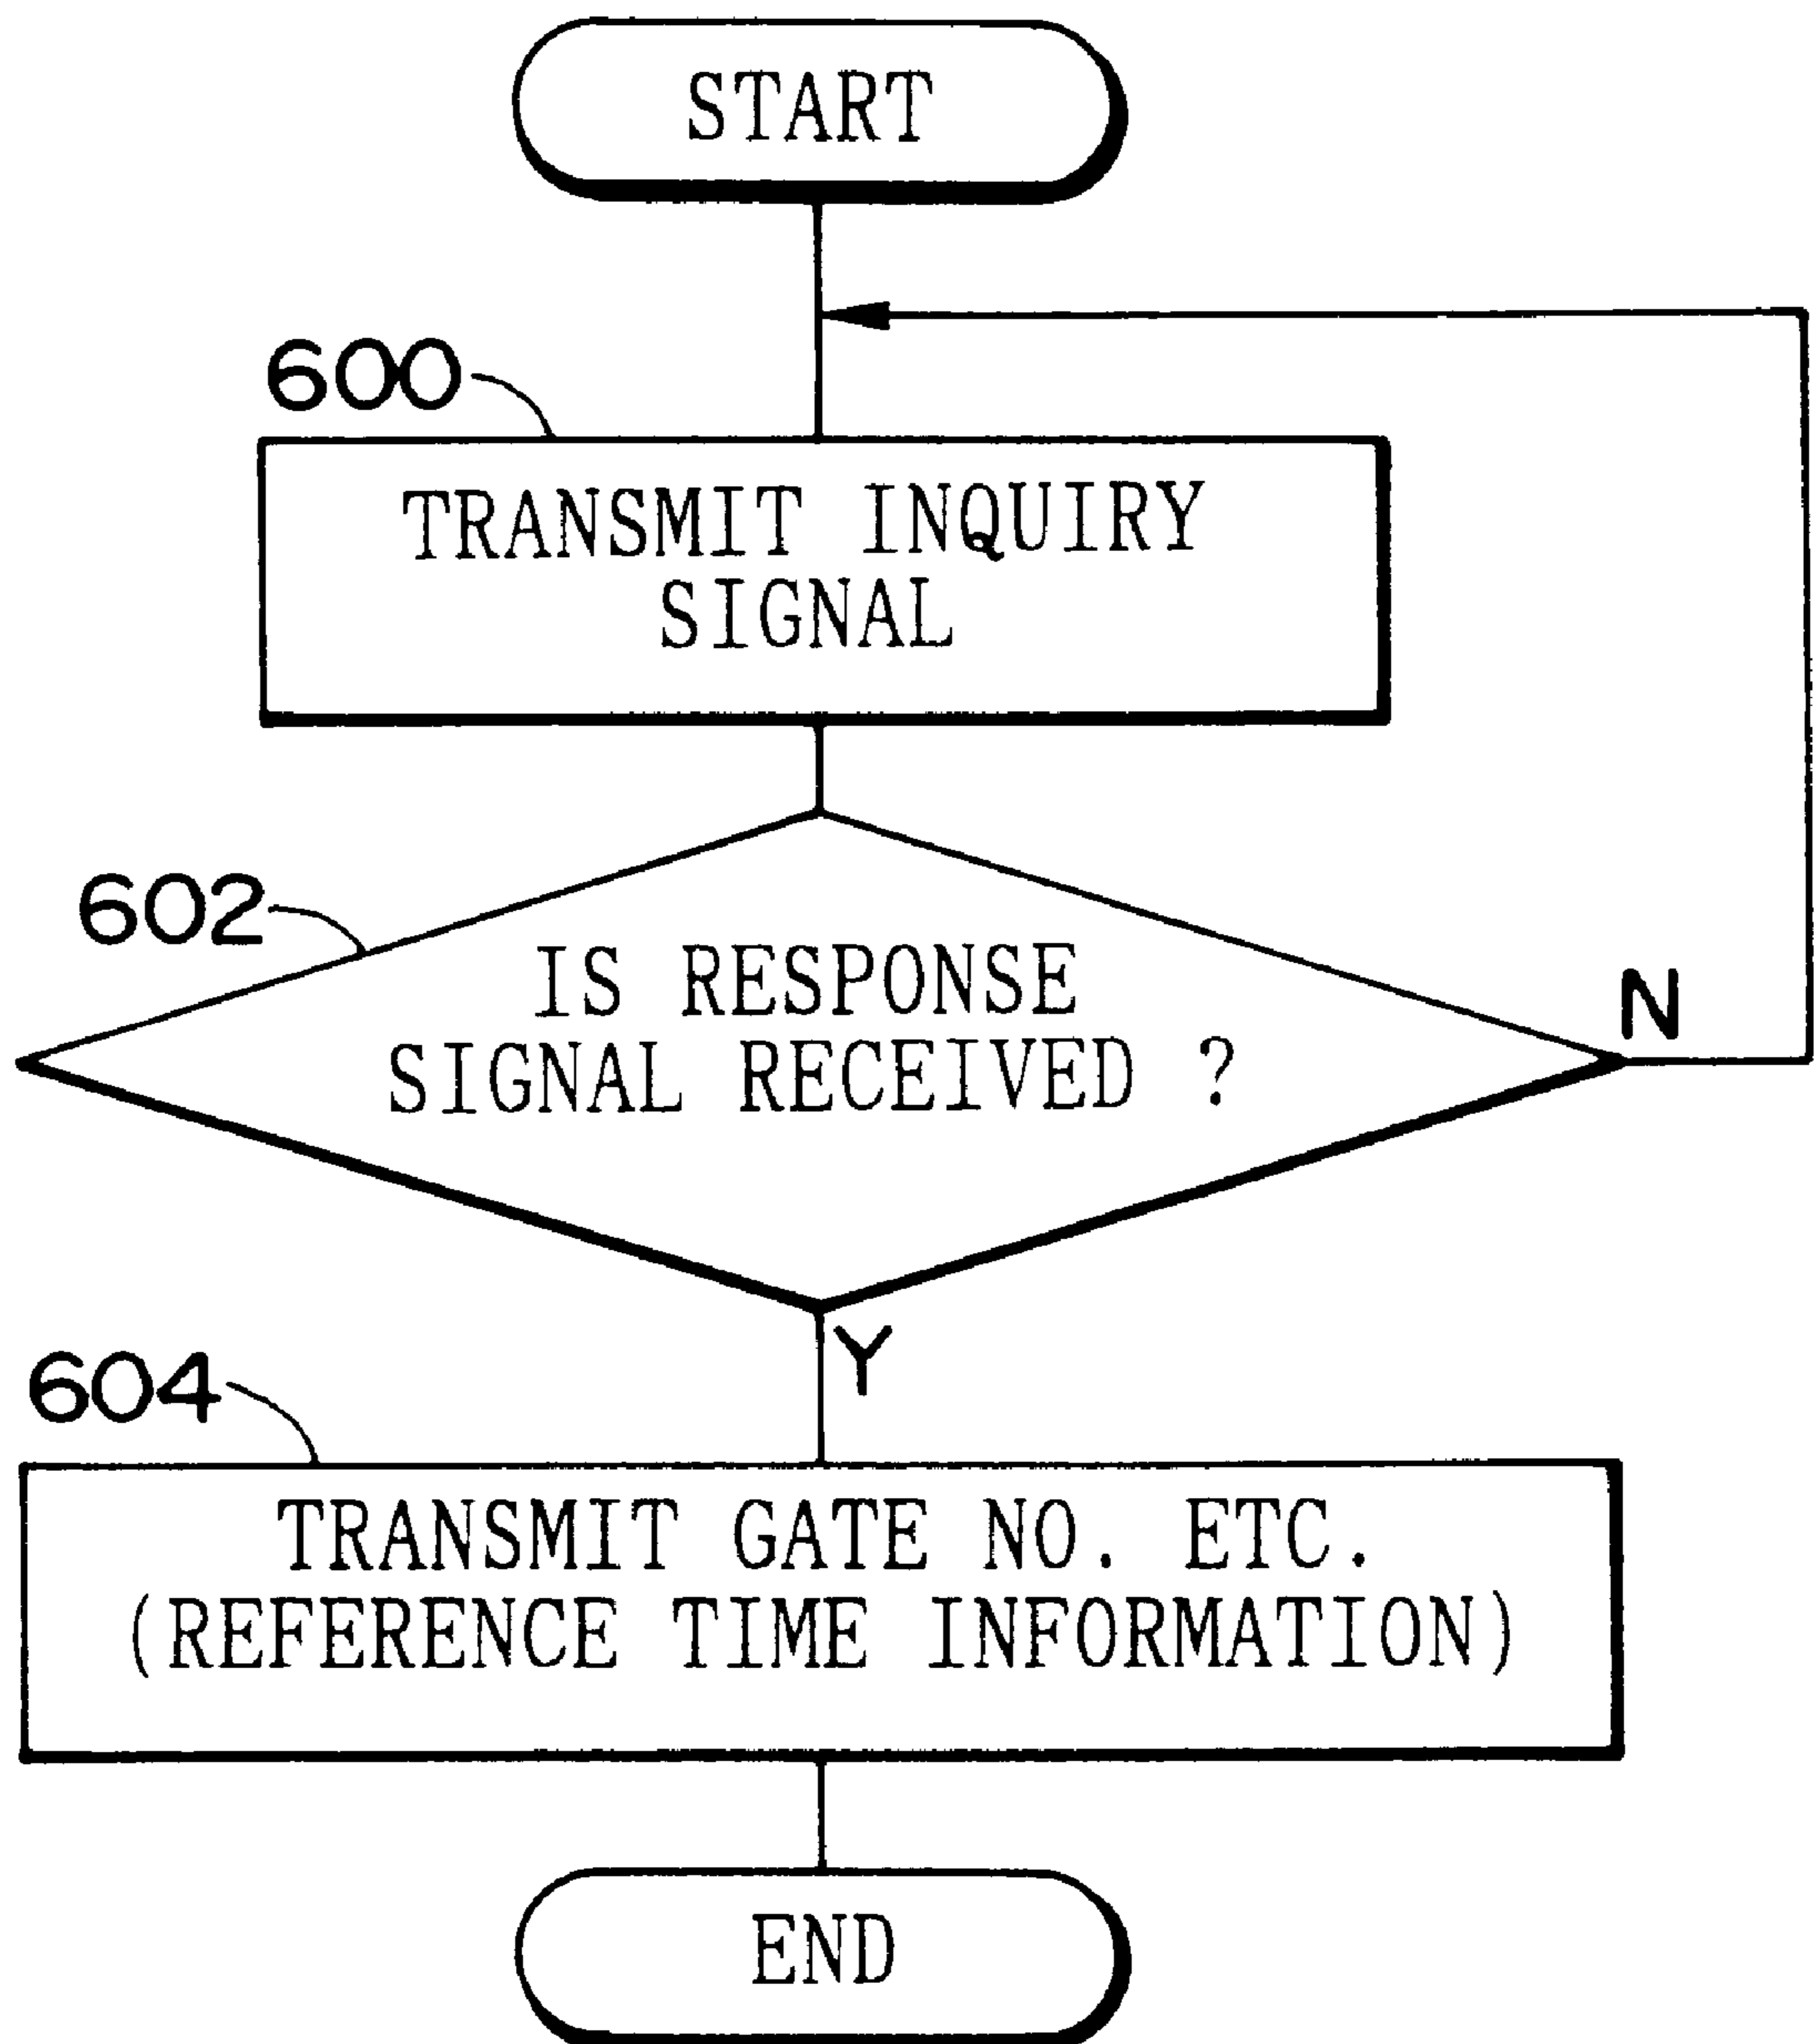 START
600
TRANSMIT INQUIRY
SIGNAL
602
IS RESPONSE
SIGNAL RECEIVED ?
N
Y
604
TRANSMIT GATE NO. ETC.
(REFERENCE TIME INFORMATION)
END